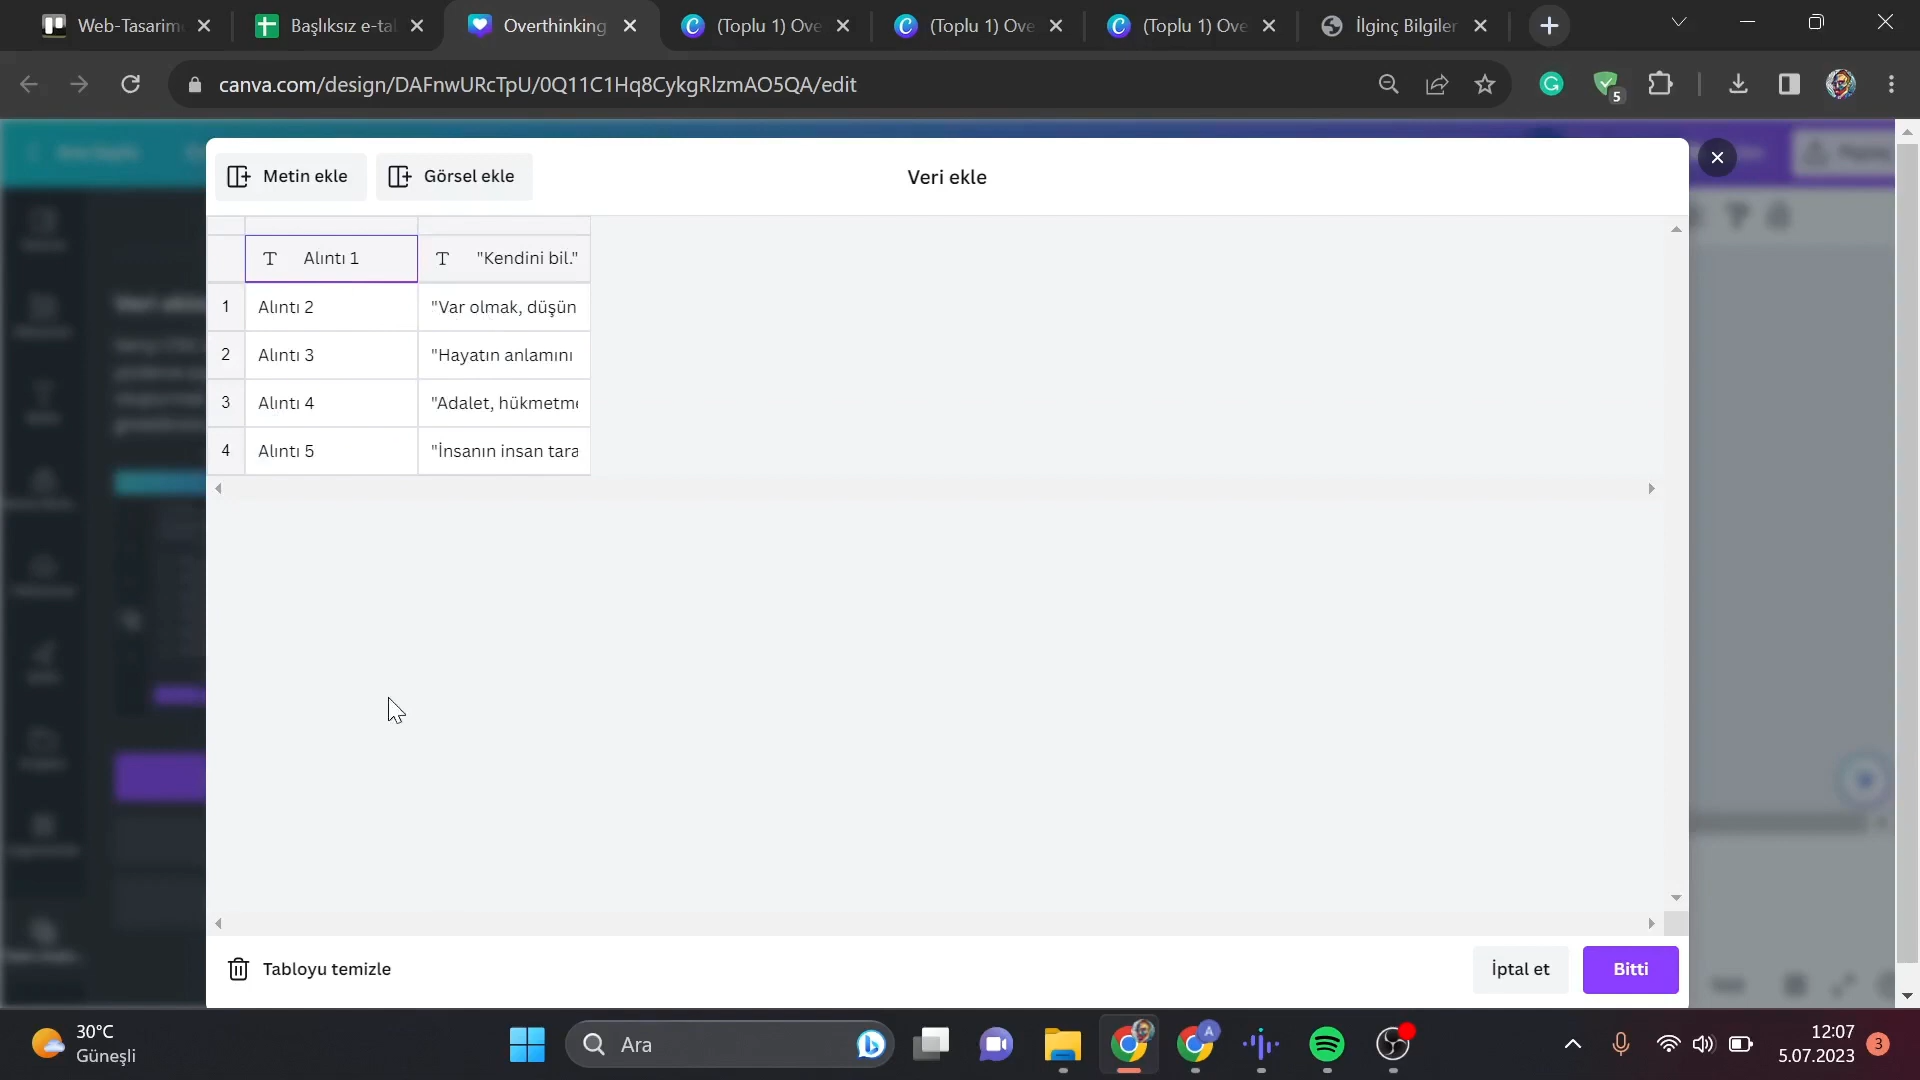 Web-Tasarım
Başlıksız e-tal
Overthinking
(Toplu 1) Ove
(Toplu 1) Ove
(Toplu 1) Ove
İlginç Bilgiler
canva.com/design/DAFnwURcTpU/0Q11C1Hq8CykgRlzmAO5QA/edit
5
Metin ekle
Görsel ekle
Veri ekle
T Alıntı 1
T "Kendini bil."
1 Alıntı 2 "Var olmak, düşün
2 Alıntı 3 "Hayatın anlamını
3 Alıntı 4 "Adalet, hükmetme
4 Alıntı 5 "İnsanın insan tara
Tabloyu temizle
İptal et
Bitti
30°C
Güneşli
Ara
A
12:07
5.07.2023
3